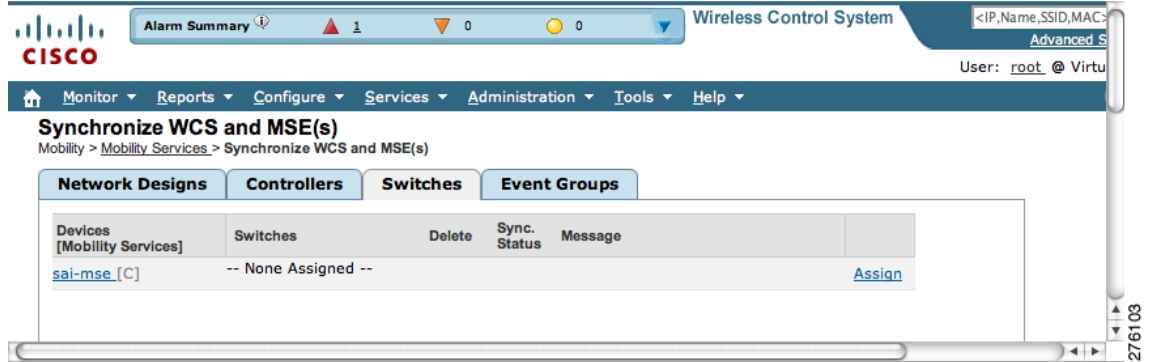 Alarm Summary 1 0 0 Wireless Control System <IP,Name,SSID,MAC>
Advanced S
CISCO
User: root @ Virtu
Monitor Reports Configure Services Administration Tools Help
Synchronize WCS and MSE(s)
Mobility > Mobility Services > Synchronize WCS and MSE(s)
Network Designs Controllers Switches Event Groups
Devices
[Mobility Services] Switches Delete Sync. Status Message
sai-mse [C] -- None Assigned -- Assign
276103